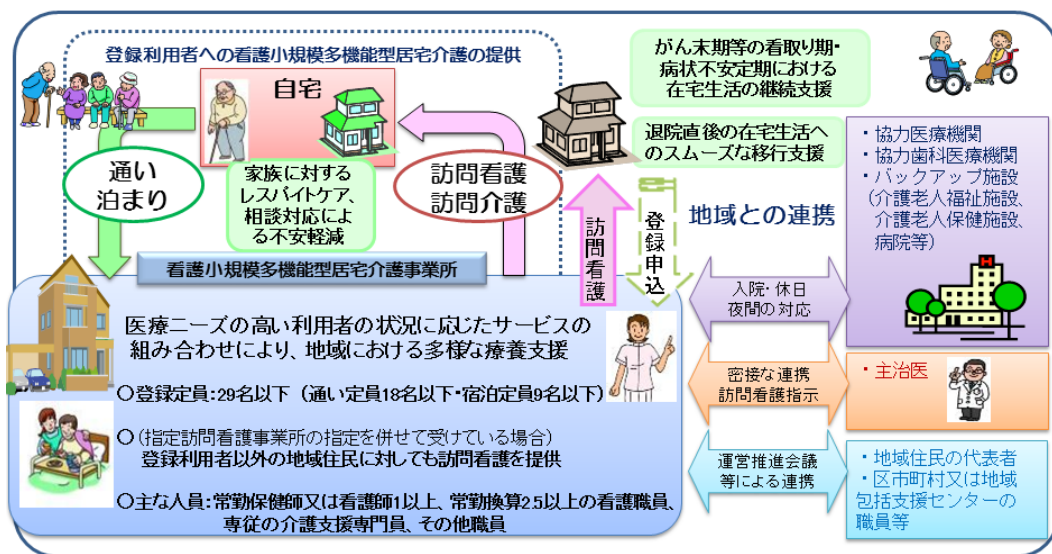 登録利用者への看護小規模多機能型居宅介護の提供
自宅
通い
泊まり
家族に対する
レスパイトケア、
相談対応によ
る不安軽減
訪問看護
訪問介護
がん末期等の看取り期・
病状不安定期における
在宅生活の継続支援
退院直後の在宅生活へ
のスムーズな移行支援
訪問看護
登録申込
地域との連携
・協力医療機関
・協力歯科医療機関
・バックアップ施設
(介護老人福祉施設、
介護老人保健施設、
病院等)
看護小規模多機能型居宅介護事業所
医療ニーズの高い利用者の状況に応じたサービスの
組み合わせにより、地域における多様な療養支援
○登録定員:29名以下 (通い定員18名以下・宿泊定員9名以下)
○(指定訪問看護事業所の指定を併せて受けている場合)
登録利用者以外の地域住民に対しても訪問看護を提供
○主な人員:常勤保健師又は看護師1以上、常勤換算2.5以上の看護職員、
専従の介護支援専門員、その他職員
入院・休日
夜間の対応
密接な連携
訪問看護指示
・主治医
運営推進会議
等による連携
・地域住民の代表者
・区市町村又は地域
包括支援センターの
職員等
H